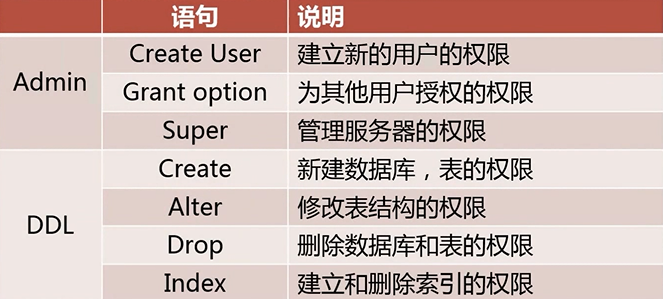 语句 说明
Admin
Create User 建立新的用户的权限
Grant option 为其他用户授权的权限
Super 管理服务器的权限
DDL
Create 新建数据库，表的权限
Alter 修改表结构的权限
Drop 删除数据库和表的权限
Index 建立和删除索引的权限